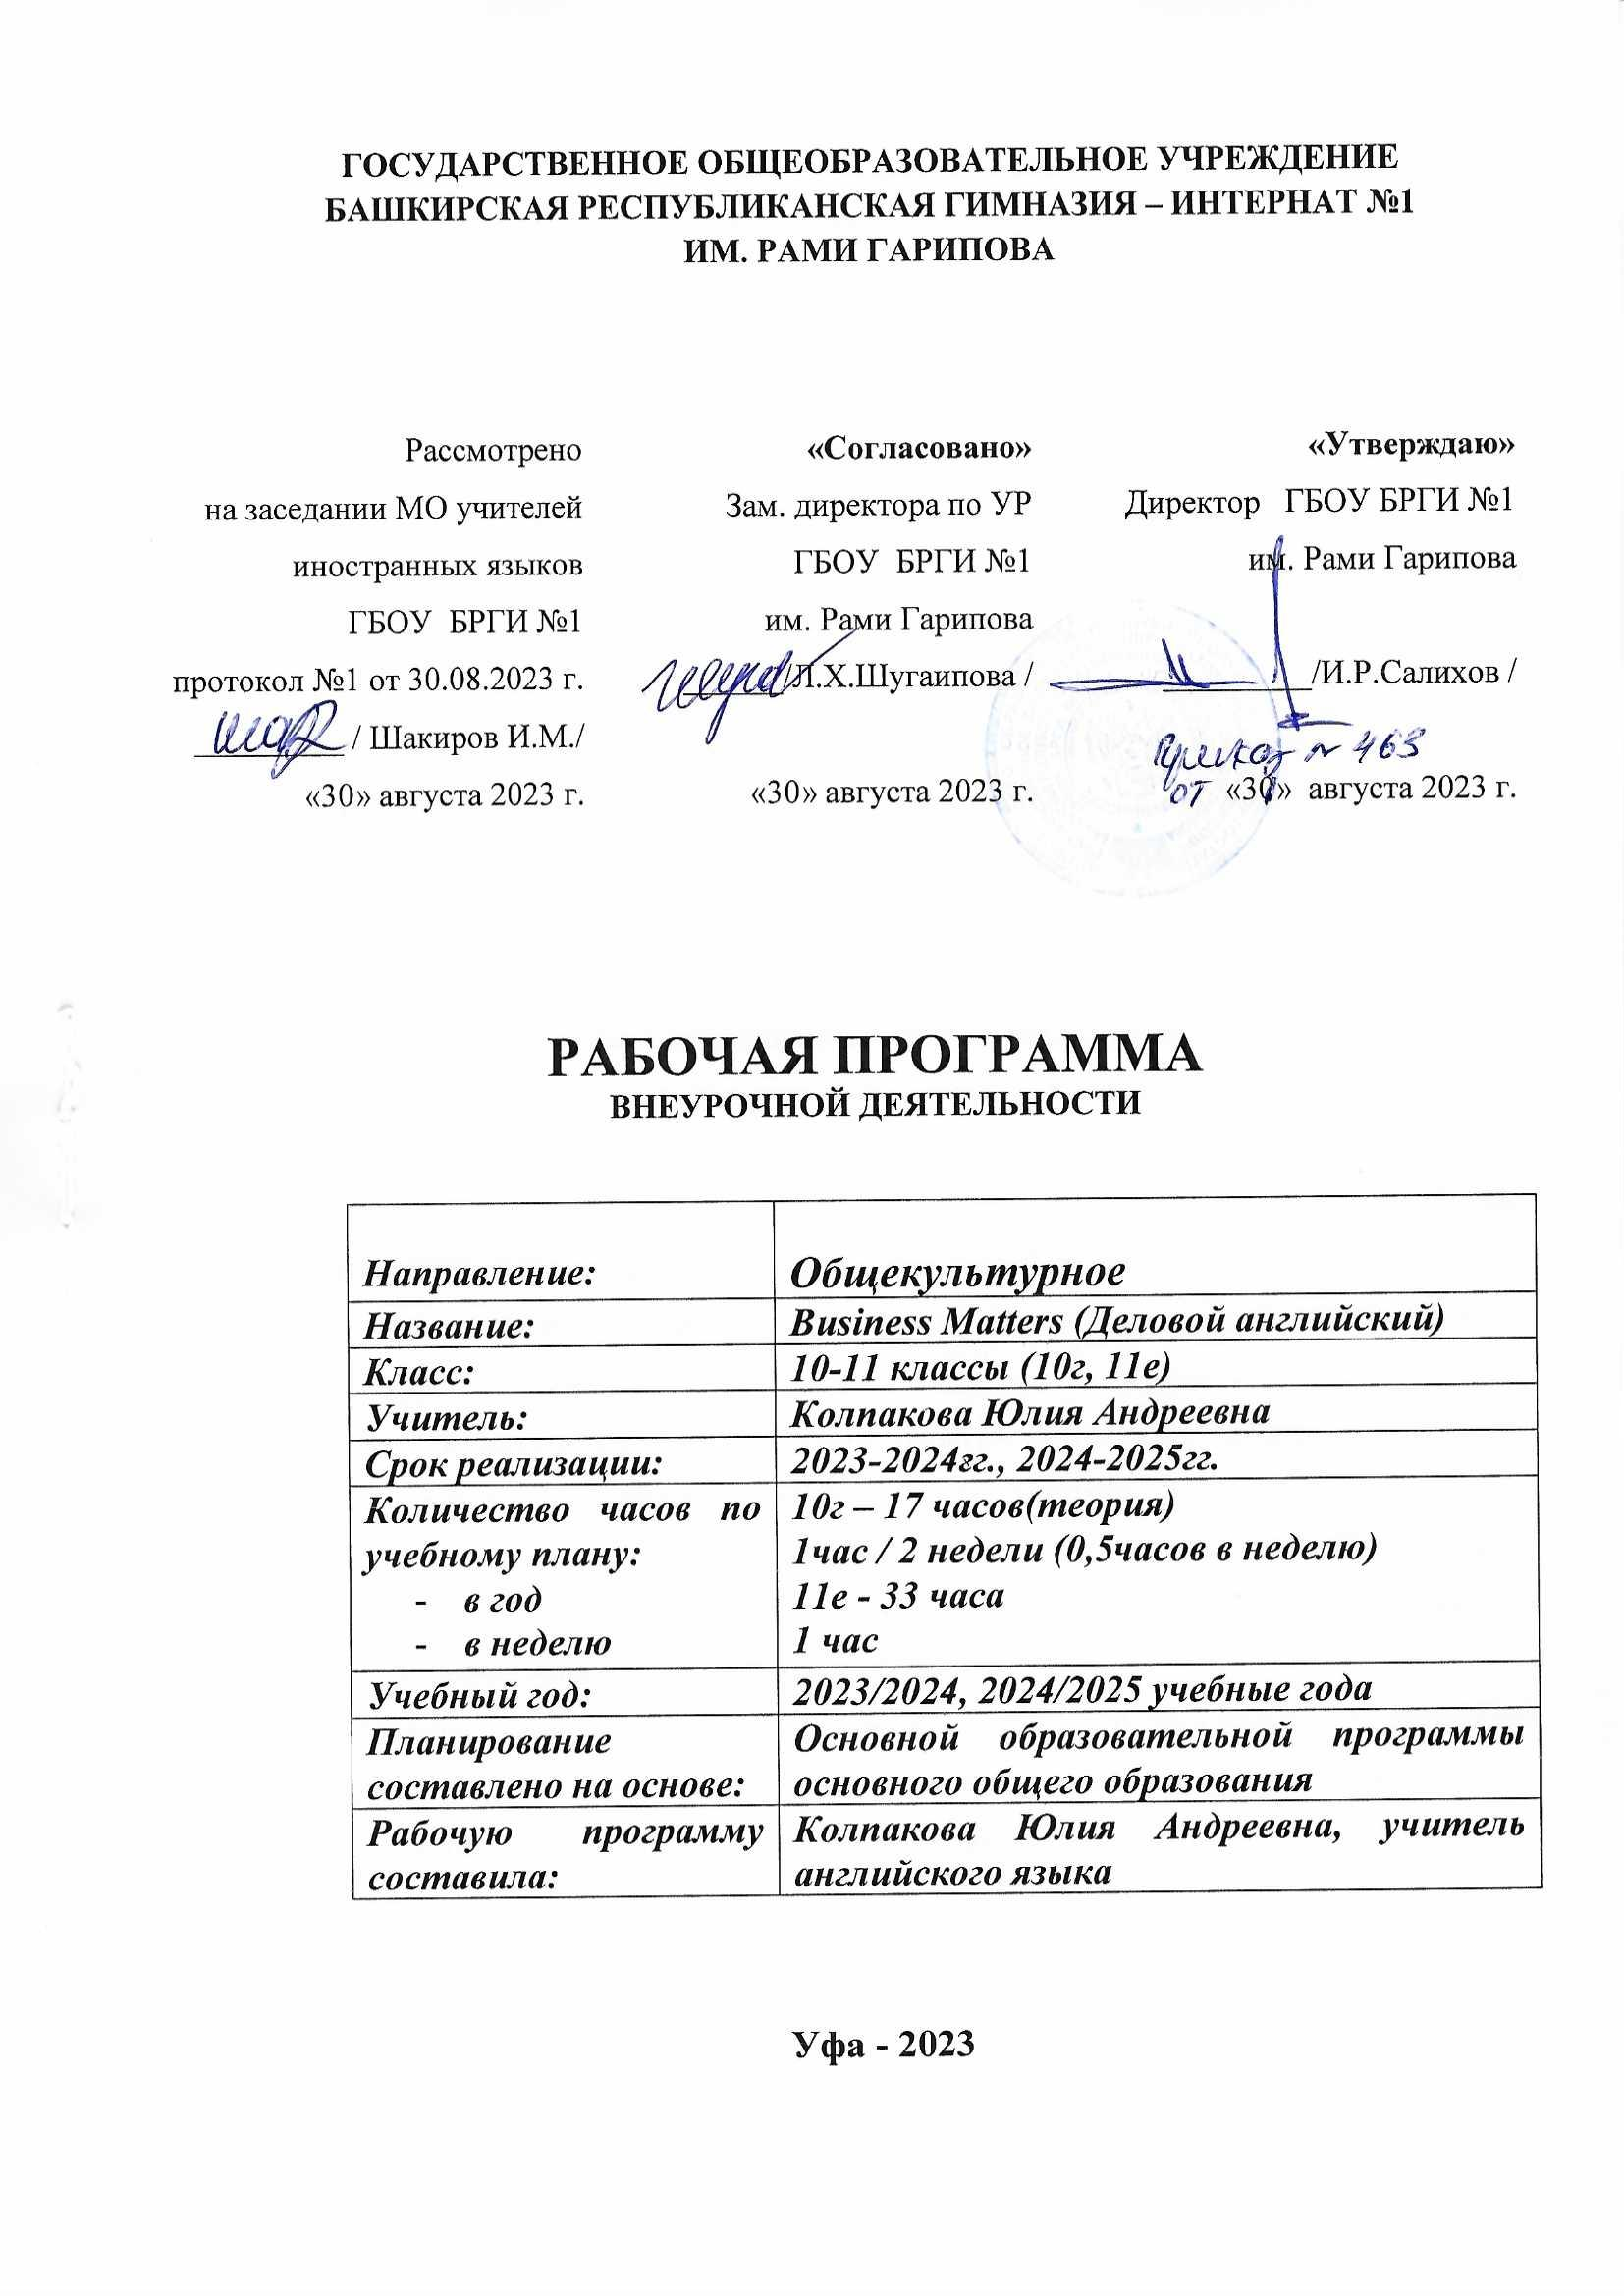 ГОСУДАРСТВЕННОЕ ОБЩЕОБРАЗОВАТЕЛЬНОЕ УЧРЕЖДЕНИЕ
БАШКИРСКАЯ РЕСПУБЛИКАНСКАЯ ГИМНАЗИЯ – ИНТЕРНАТ №1
ИМ. РАМИ ГАРИПОВА
Рассмотрено
на заседании МО учителей
иностранных языков
ГБОУ БРГИ №1
протокол №1 от 30.08.2023 г.
/ Шакиров И.М./
«30» августа 2023 г.
«Согласовано»
Зам. директора по УР
ГБОУ БРГИ №1
им. Рами Гарипова
/Л.Х.Шугаипова /
«30» августа 2023 г.
«Утверждаю»
Директор ГБОУ БРГИ №1
им. Рами Гарипова
/И.Р.Салихов /
Приказ № 463
от «30» августа 2023 г.
РАБОЧАЯ ПРОГРАММА
ВНЕУРОЧНОЙ ДЕЯТЕЛЬНОСТИ
Направление: Общекультурное
Название: Business Matters (Деловой английский)
Класс: 10-11 классы (10г, 11е)
Учитель: Колпакова Юлия Андреевна
Срок реализации: 2023-2024гг., 2024-2025гг.
Количество часов по
учебному плану:
- в год
- в неделю
10г – 17 часов(теория)
1час / 2 недели (0,5часов в неделю)
11е - 33 часа
1 час
Учебный год: 2023/2024, 2024/2025 учебные года
Планирование
составлено на основе:
Основной образовательной программы
основного общего образования
Рабочую программу
составила:
Колпакова Юлия Андреевна, учитель
английского языка
Уфа - 2023